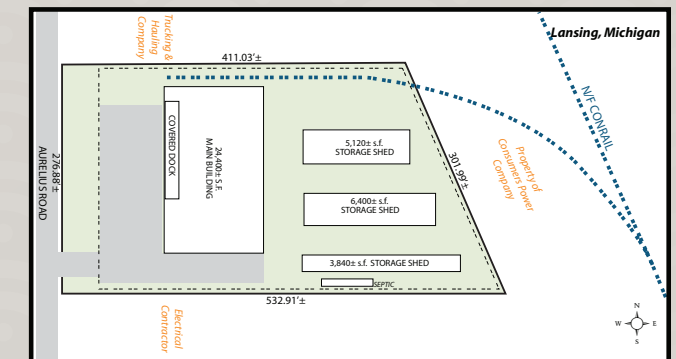 Trucking &
Hauling
Company
Lansing, Michigan
411.03'±
N/F CONRAIL
COVERED DOCK
24,400± S.F.
MAIN BUILDING
5,120± s.f.
STORAGE SHED
276.88'±
AURELIUS ROAD
301.99'±
Property of
Consumers Power
Company
6,400± s.f.
STORAGE SHED
3,840± s.f. STORAGE SHED
SEPTIC
532.91'±
Electrical
Contractor
N
W
E
S